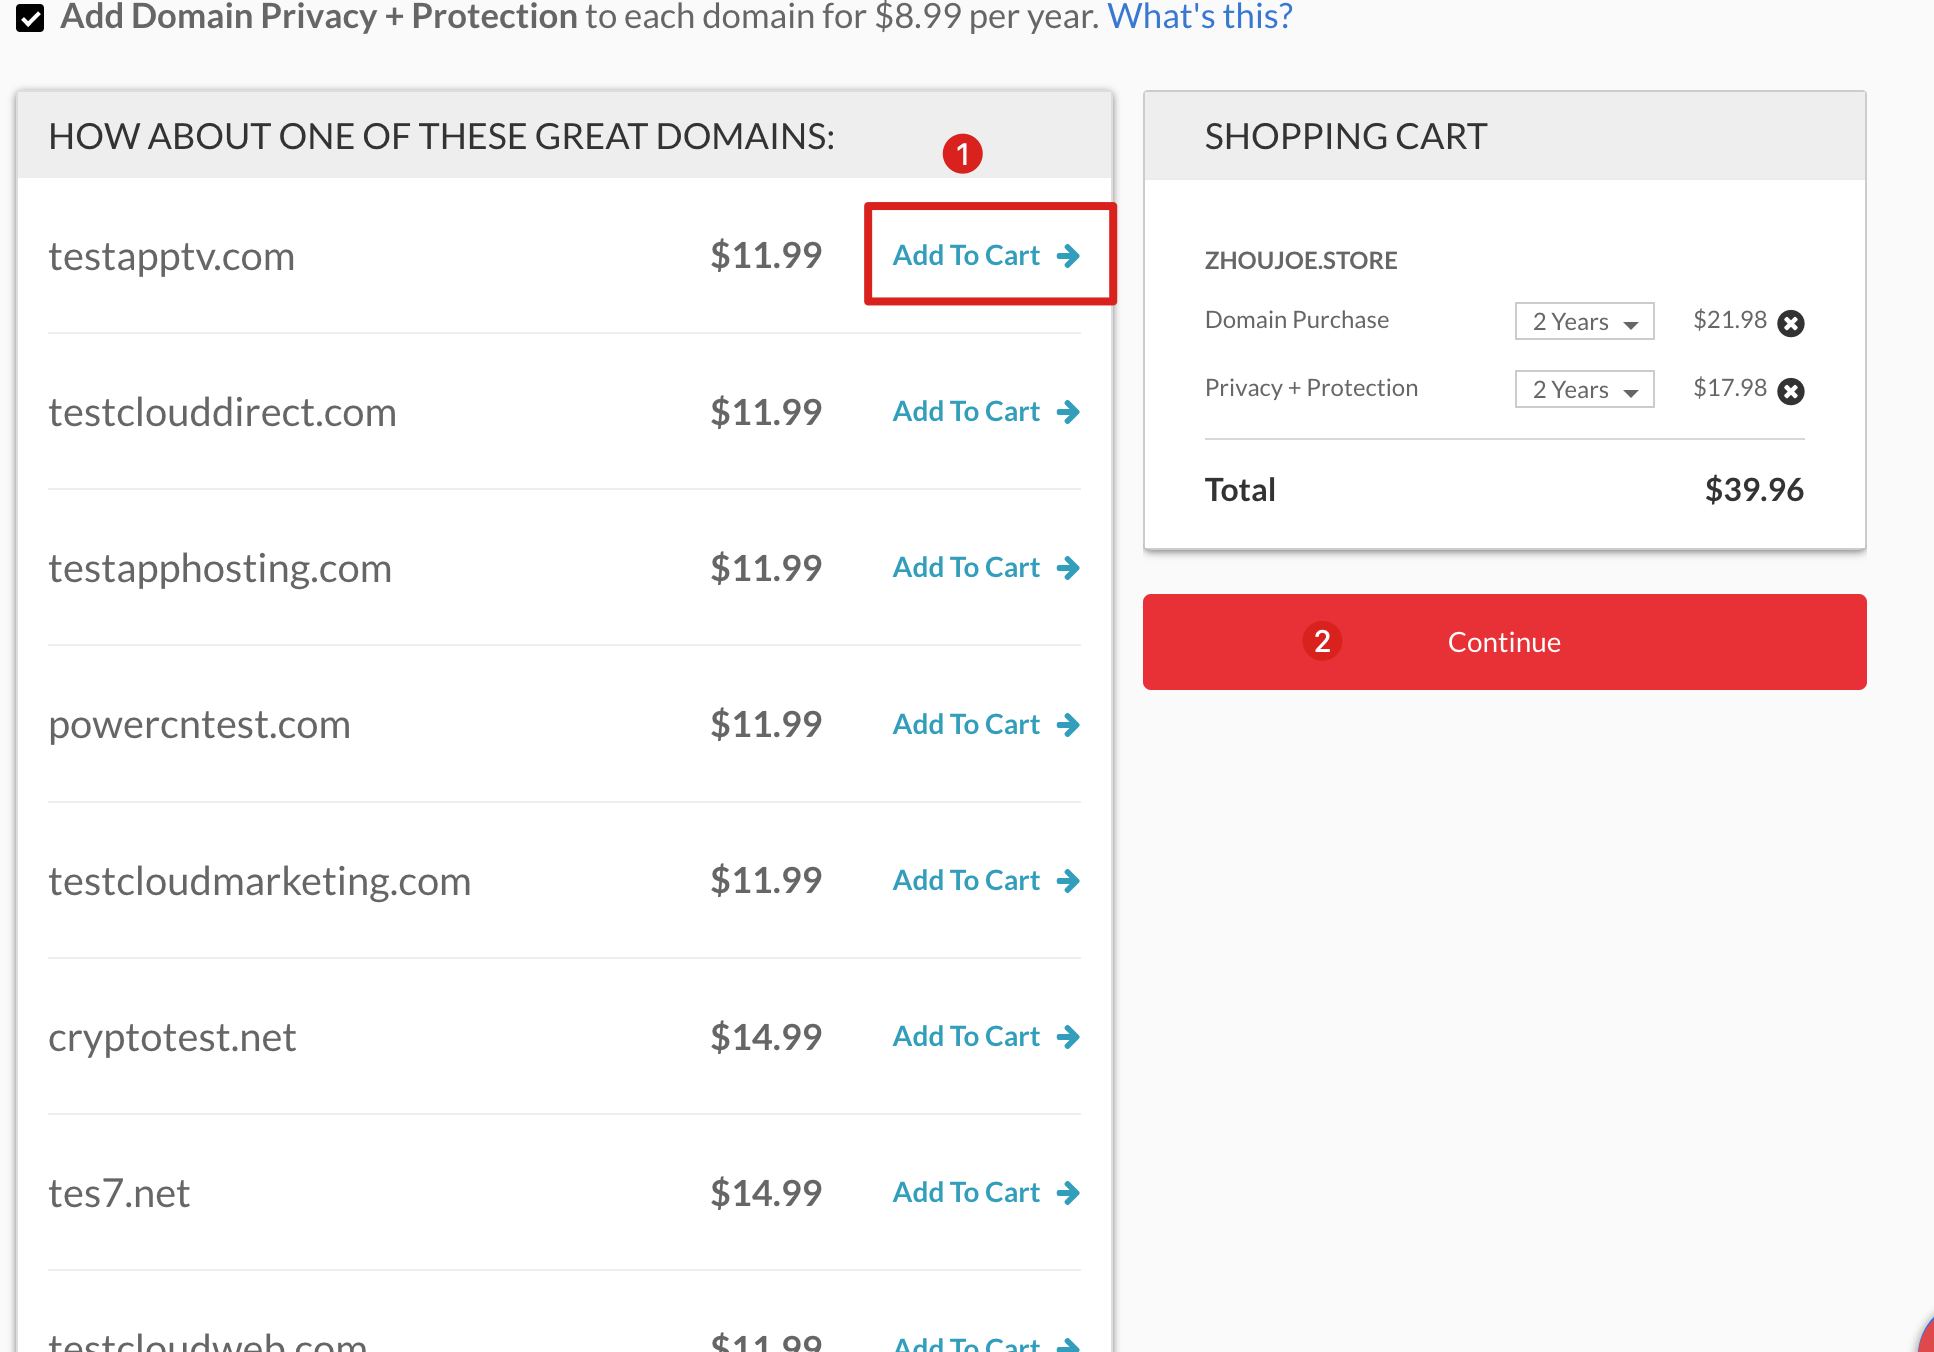 Add Domain Privacy + Protection to each domain for $8.99 per year. What's this?
HOW ABOUT ONE OF THESE GREAT DOMAINS:
1
testapptv.com $11.99 Add To Cart
testclouddirect.com $11.99 Add To Cart
testapphosting.com $11.99 Add To Cart
powercntest.com $11.99 Add To Cart
testcloudmarketing.com $11.99 Add To Cart
cryptotest.net $14.99 Add To Cart
tes7.net $14.99 Add To Cart
testcloudweb.com $11.99 Add To Cart
SHOPPING CART
ZHOUJOE.STORE
Domain Purchase 2 Years $21.98
Privacy + Protection 2 Years $17.98
Total $39.96
2 Continue